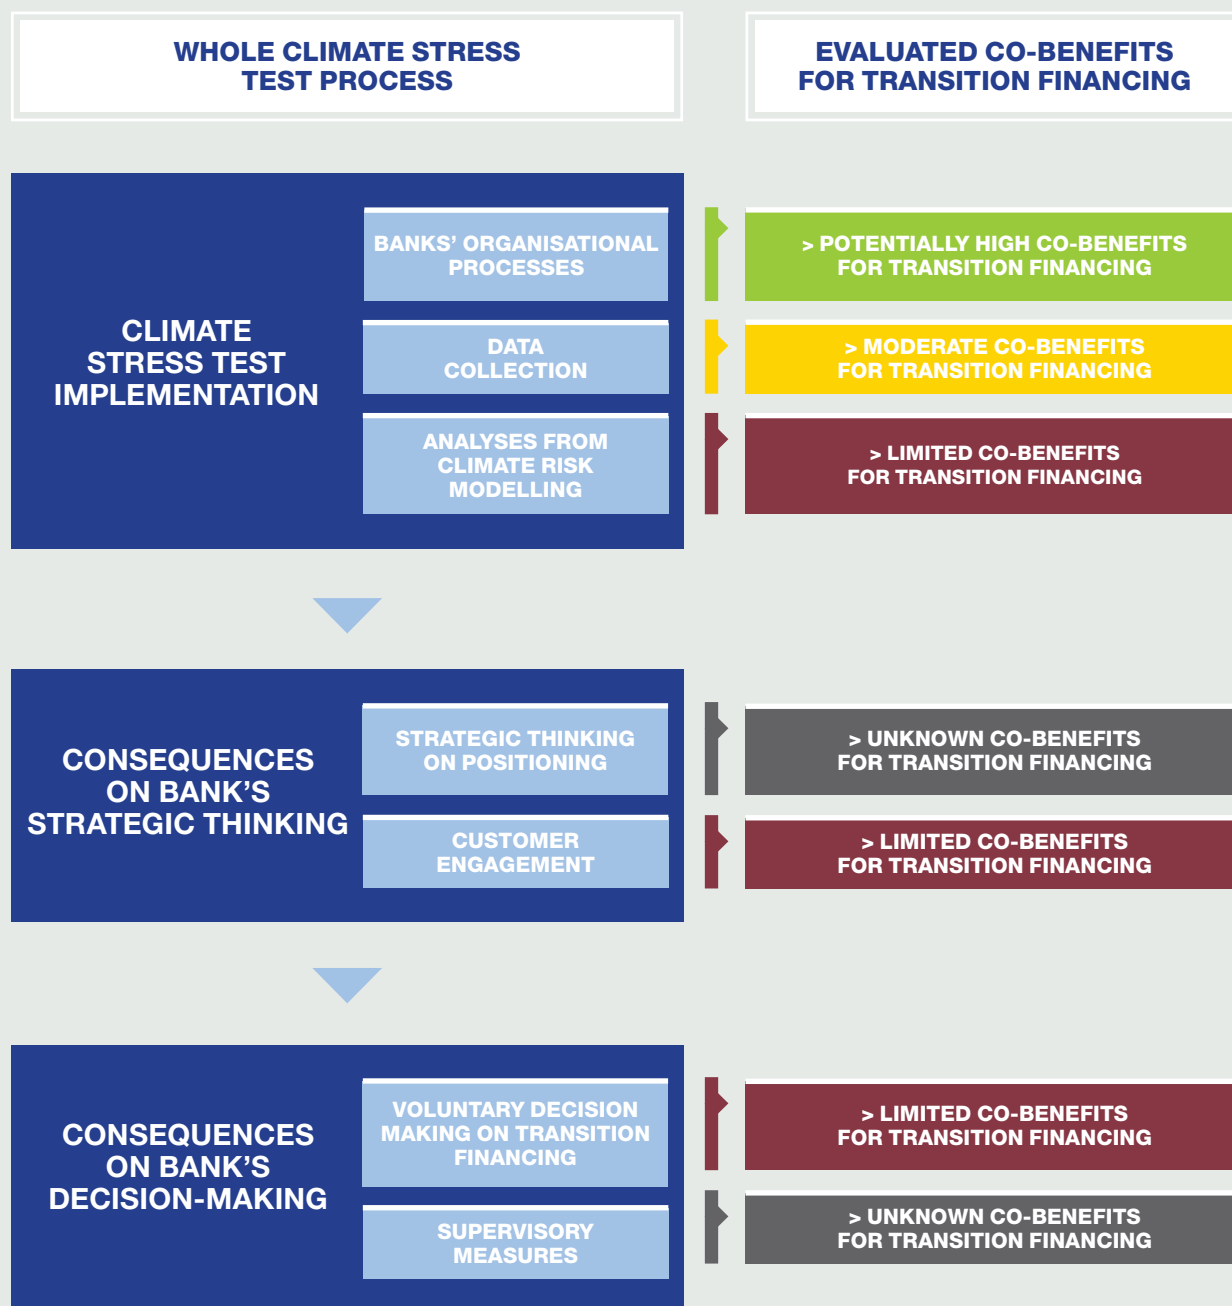 WHOLE CLIMATE STRESS
TEST PROCESS
EVALUATED CO-BENEFITS
FOR TRANSITION FINANCING
CLIMATE
STRESS TEST
IMPLEMENTATION
BANKS’ ORGANISATIONAL
PROCESSES
> POTENTIALLY HIGH CO-BENEFITS
FOR TRANSITION FINANCING
DATA
COLLECTION
> MODERATE CO-BENEFITS
FOR TRANSITION FINANCING
ANALYSES FROM
CLIMATE RISK
MODELLING
> LIMITED CO-BENEFITS
FOR TRANSITION FINANCING
CONSEQUENCES
ON BANK’S
STRATEGIC THINKING
STRATEGIC THINKING
ON POSITIONING
> UNKNOWN CO-BENEFITS
FOR TRANSITION FINANCING
CUSTOMER
ENGAGEMENT
> LIMITED CO-BENEFITS
FOR TRANSITION FINANCING
CONSEQUENCES
ON BANK’S
DECISION-MAKING
VOLUNTARY DECISION
MAKING ON TRANSITION
FINANCING
> LIMITED CO-BENEFITS
FOR TRANSITION FINANCING
SUPERVISORY
MEASURES
> UNKNOWN CO-BENEFITS
FOR TRANSITION FINANCING